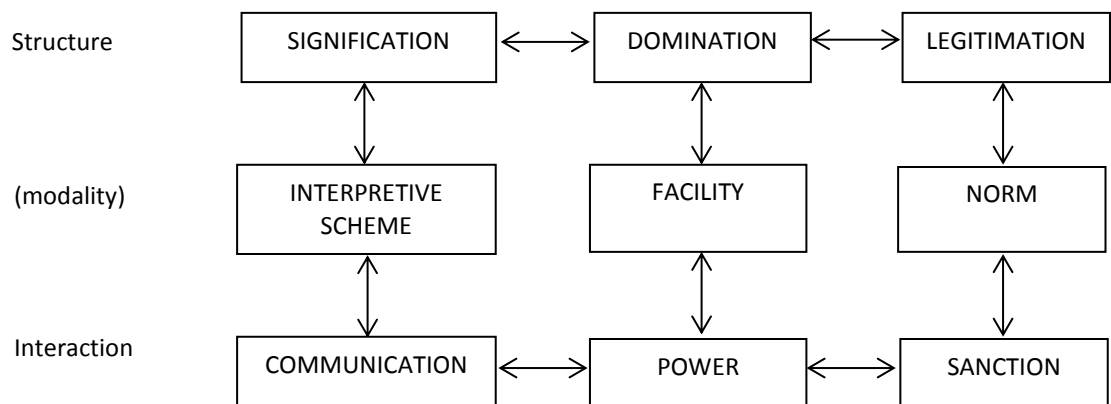 Structure
SIGNIFICATION
DOMINATION
LEGITIMATION
(modality)
INTERPRETIVE
SCHEME
FACILITY
NORM
Interaction
COMMUNICATION
POWER
SANCTION